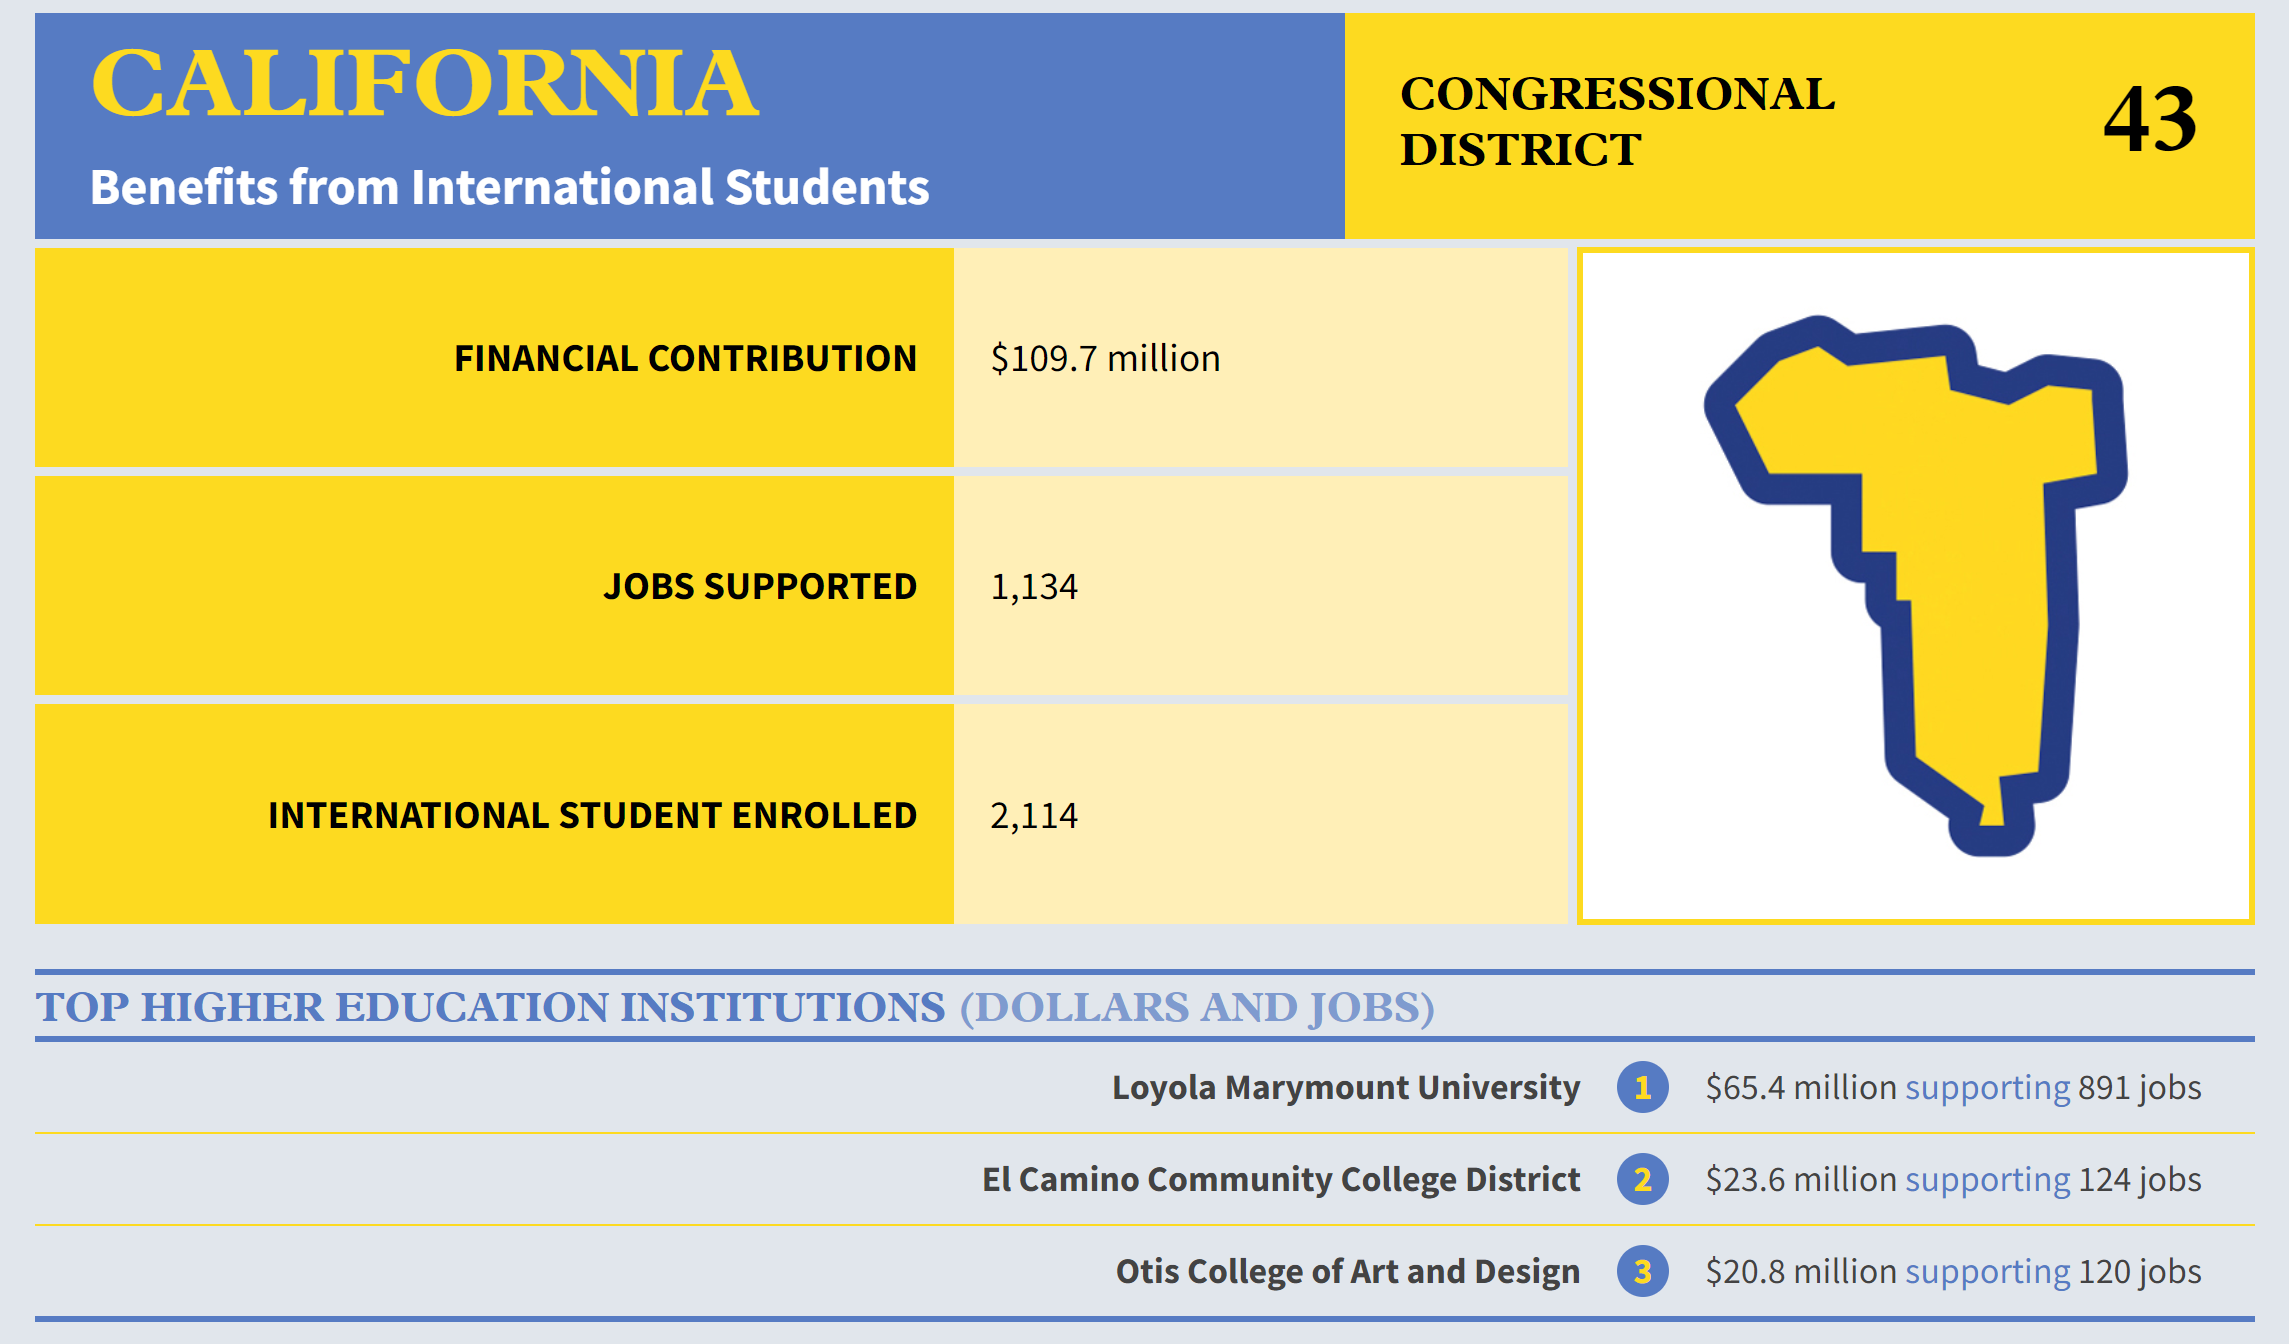 CALIFORNIA
Benefits from International Students
CONGRESSIONAL
DISTRICT
43
FINANCIAL CONTRIBUTION
$109.7 million
JOBS SUPPORTED
1,134
INTERNATIONAL STUDENT ENROLLED
2,114
TOP HIGHER EDUCATION INSTITUTIONS (DOLLARS AND JOBS)
Loyola Marymount University 1 $65.4 million supporting 891 jobs
El Camino Community College District 2 $23.6 million supporting 124 jobs
Otis College of Art and Design 3 $20.8 million supporting 120 jobs